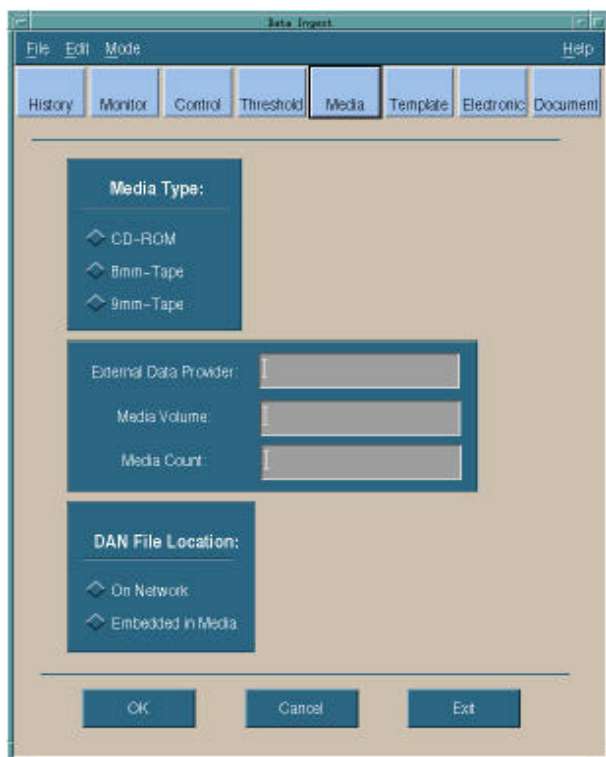 Data Ingest
File Edit Mode Help
History Monitor Control Threshold Media Template Electronic Document
Media Type:
CD-ROM
8mm-Tape
9mm-Tape
External Data Provider:
Media Volume:
Media Count:
DAN File Location:
On Network
Embedded in Media
OK Cancel Exit